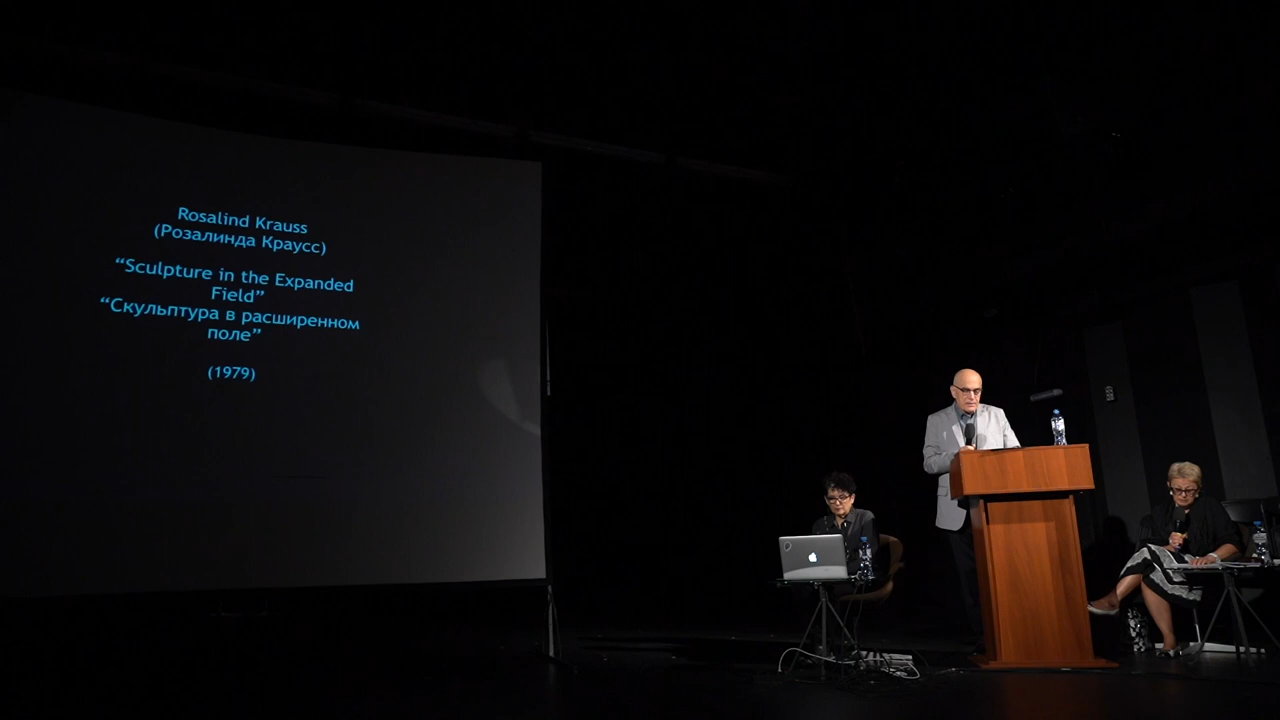 Rosalind Krauss
(Розалинда Краусс)
“Sculpture in the Expanded
Field”
“Скульптура в расширенном
поле”
(1979)